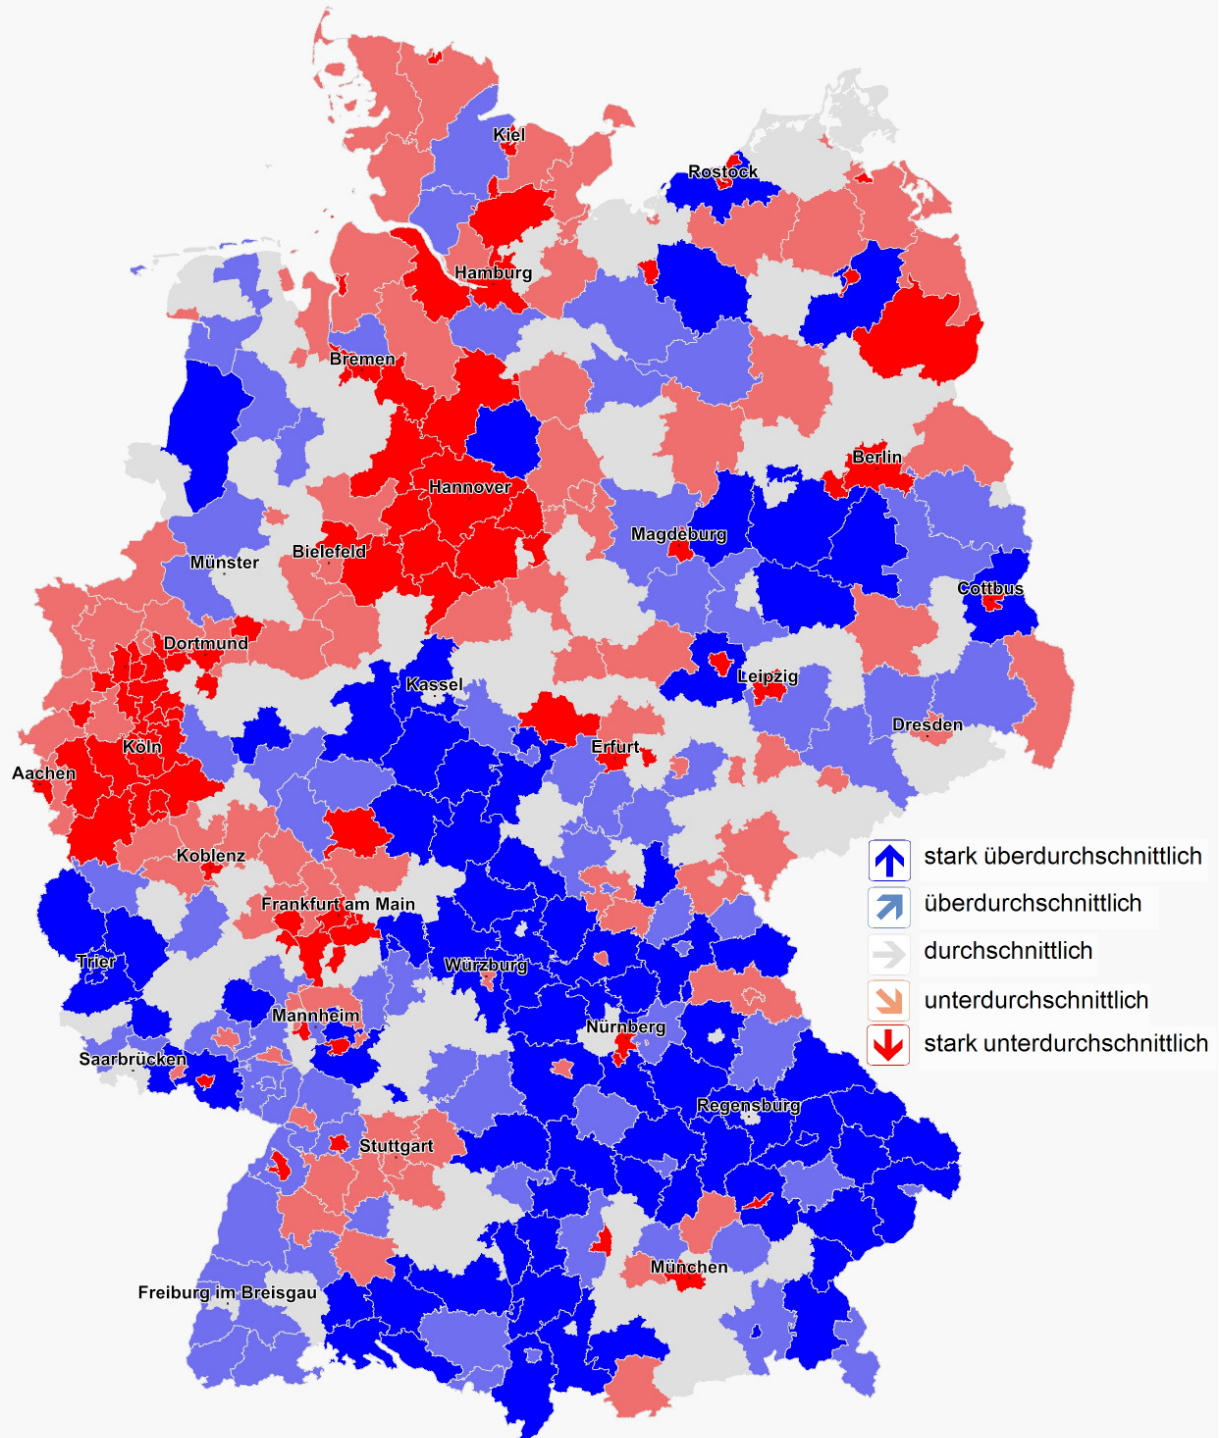 Kiel
Rostock
Hamburg
Bremen
Berlin
Hannover
Magdeburg
Bielefeld
Münster
Cottbus
Dortmund
Leipzig
Kassel
Dresden
Köln
Erfurt
Aachen
Koblenz
Frankfurt am Main
Trier
Würzburg
Mannheim
Nürnberg
Saarbrücken
Regensburg
Stuttgart
München
Freiburg im Breisgau
stark überdurchschnittlich
überdurchschnittlich
durchschnittlich
unterdurchschnittlich
stark unterdurchschnittlich